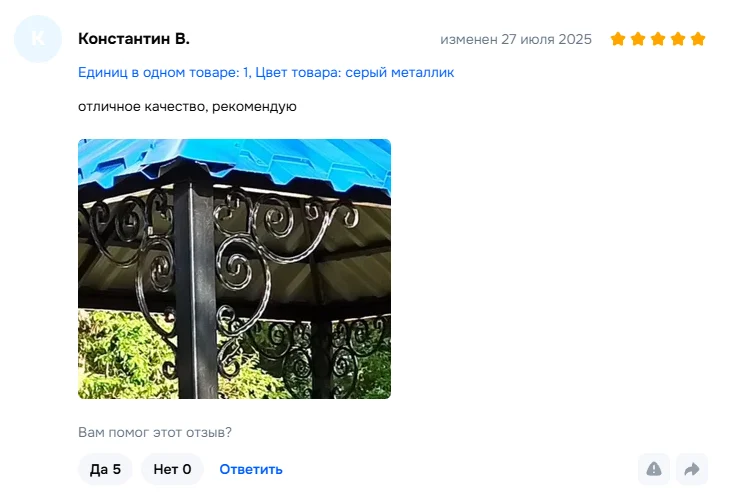 К
Константин В.
изменен 27 июля 2025
Единиц в одном товаре: 1, Цвет товара: серый металлик
отличное качество, рекомендую
Вам помог этот отзыв?
Да 5
Нет 0
Ответить